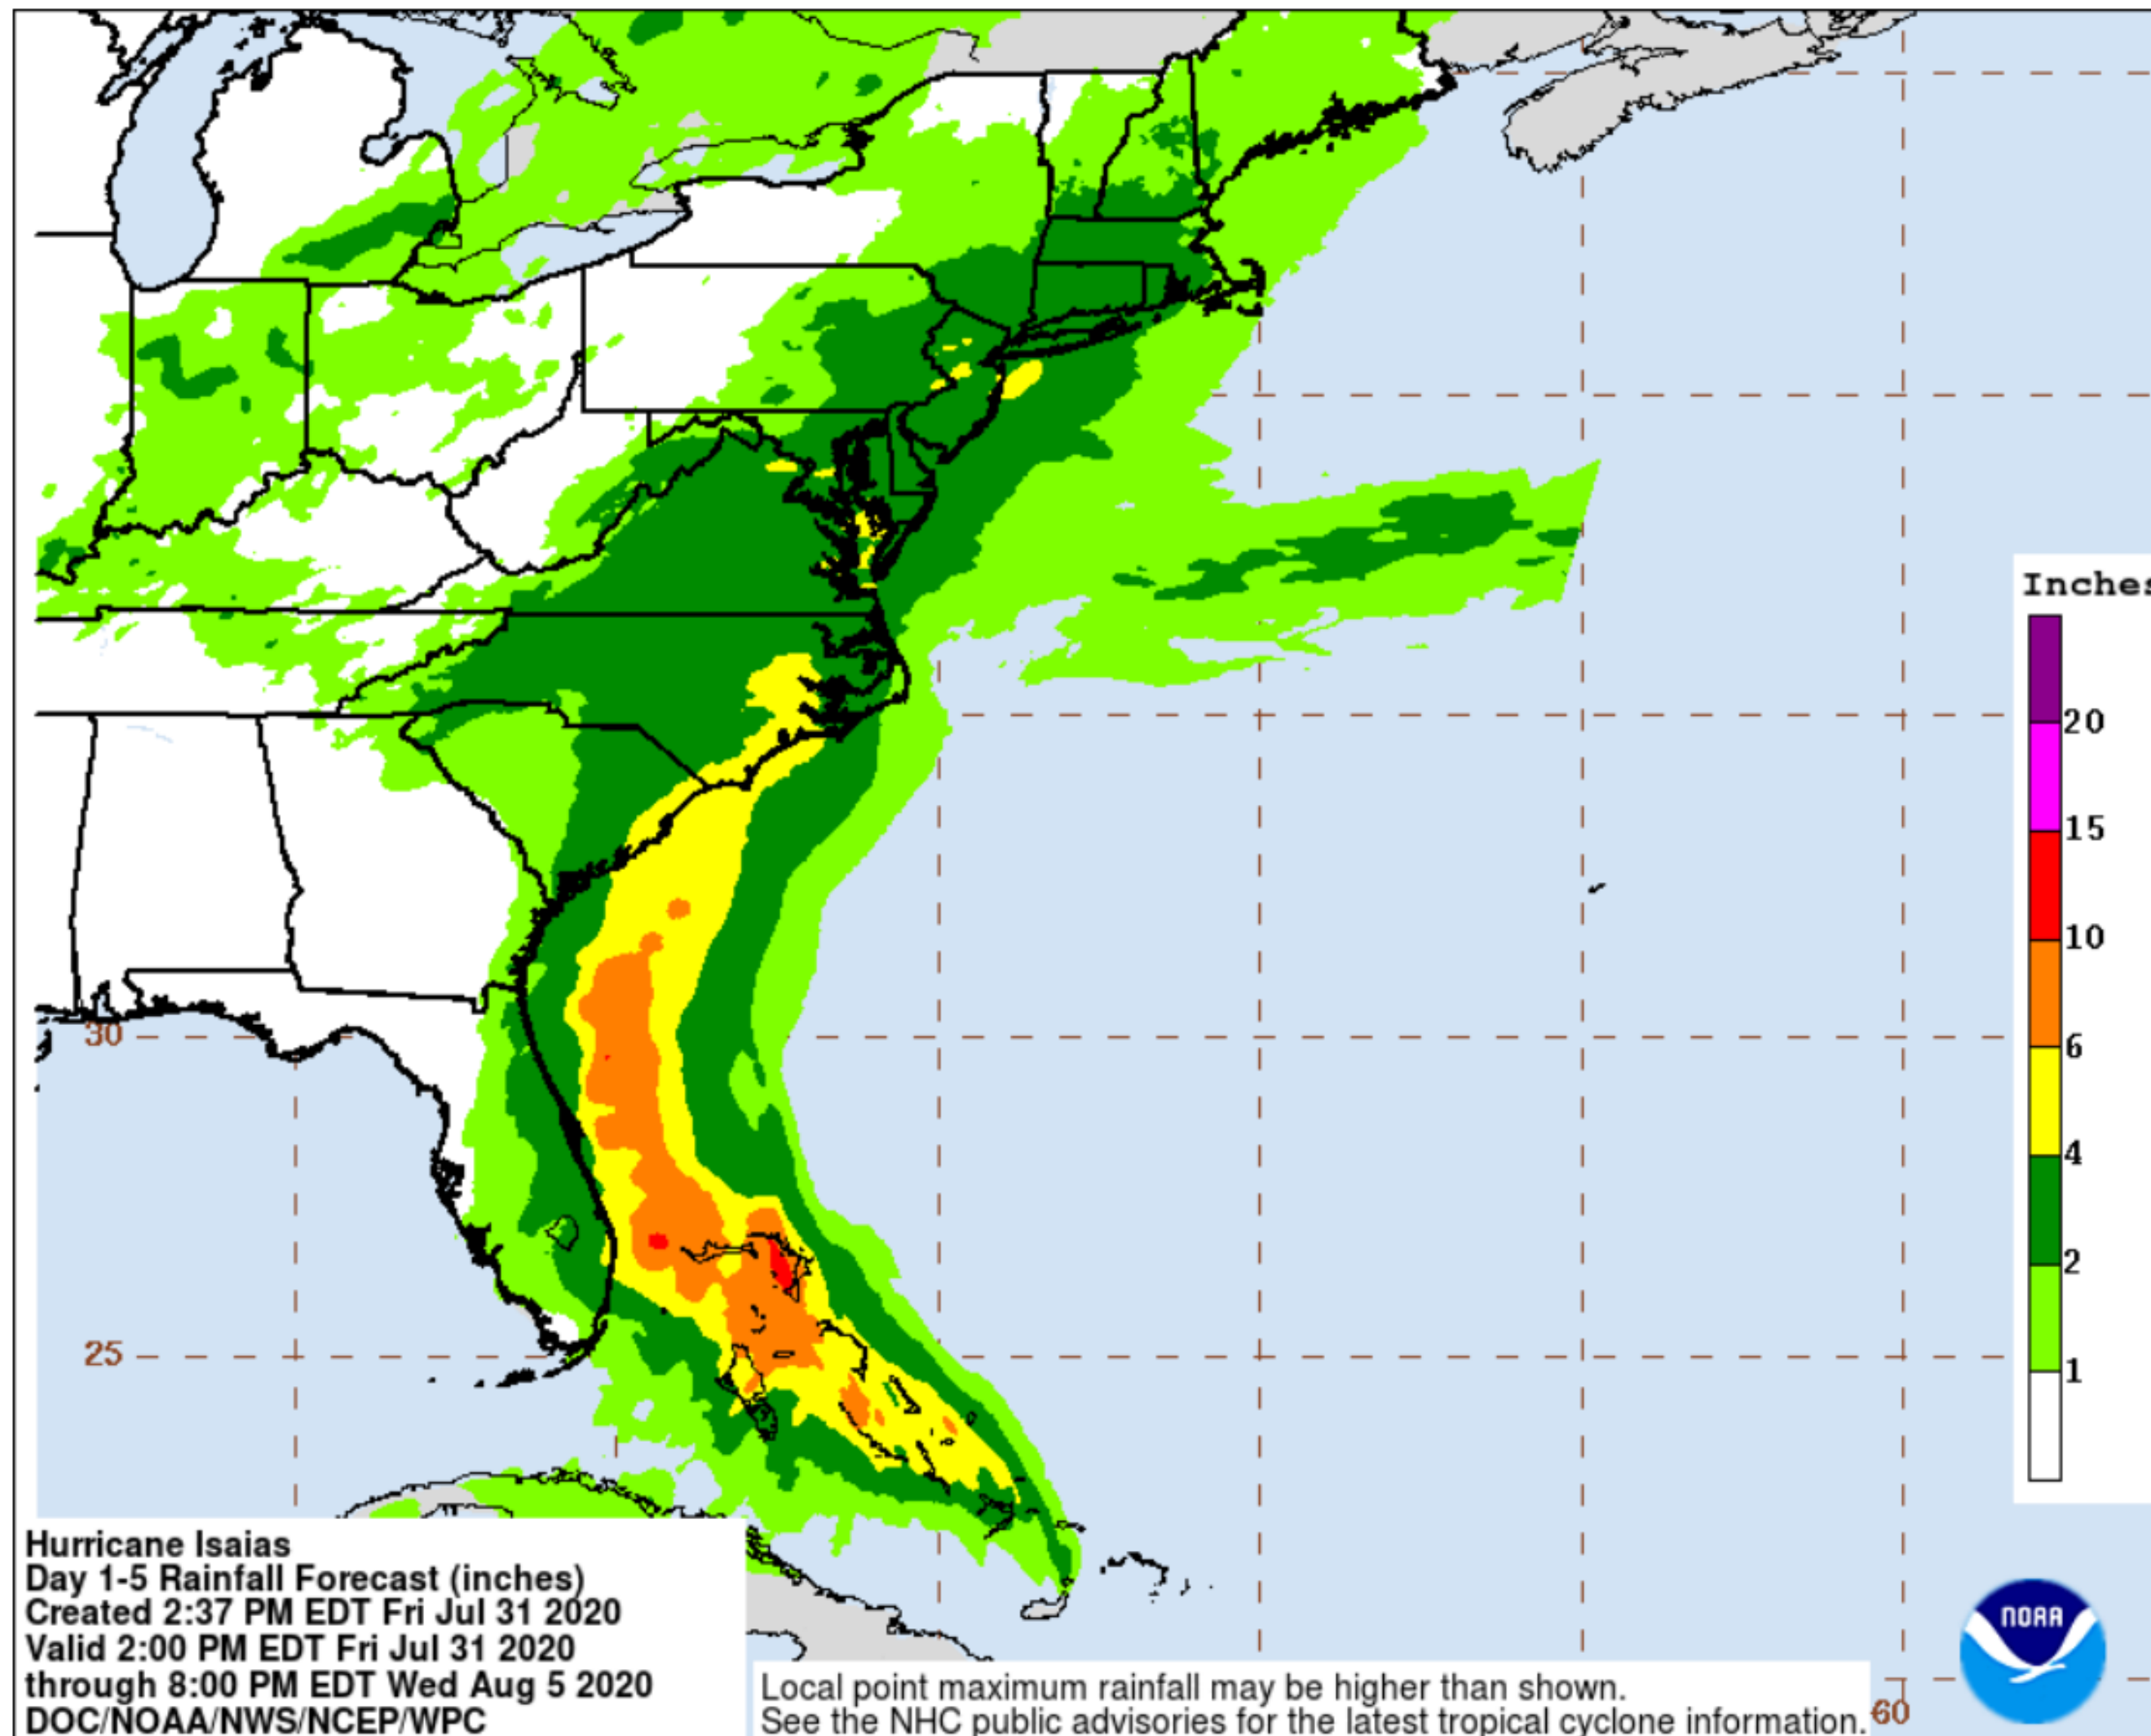 Inches
20
15
10
6
4
2
1
30
25
60
Hurricane Isaias
Day 1-5 Rainfall Forecast (inches)
Created 2:37 PM EDT Fri Jul 31 2020
Valid 2:00 PM EDT Fri Jul 31 2020
through 8:00 PM EDT Wed Aug 5 2020
DOC/NOAA/NWS/NCEP/WPC
Local point maximum rainfall may be higher than shown.
See the NHC public advisories for the latest tropical cyclone information.
NOAA